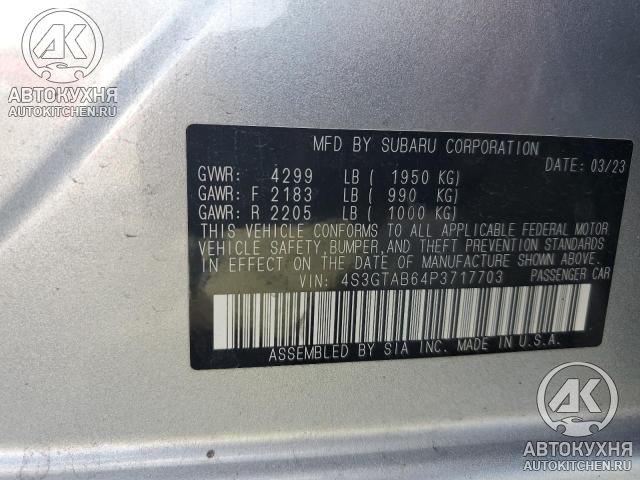 АК
АВТОКУХНЯ
AUTOKITCHEN.RU
MFD BY SUBARU CORPORATION
GVWR: 4299 LB ( 1950 KG) DATE: 03/23
GAWR: F 2183 LB ( 990 KG)
GAWR: R 2205 LB ( 1000 KG)
THIS VEHICLE CONFORMS TO ALL APPLICABLE FEDERAL MOTOR
VEHICLE SAFETY, BUMPER, AND THEFT PREVENTION STANDARDS
IN EFFECT ON THE DATE OF MANUFACTURE SHOWN ABOVE.
VIN: 4S3GTAB64P3717703 PASSENGER CAR
ASSEMBLED BY SIA INC. MADE IN U.S.A.
АК
АВТОКУХНЯ
AUTOKITCHEN.RU